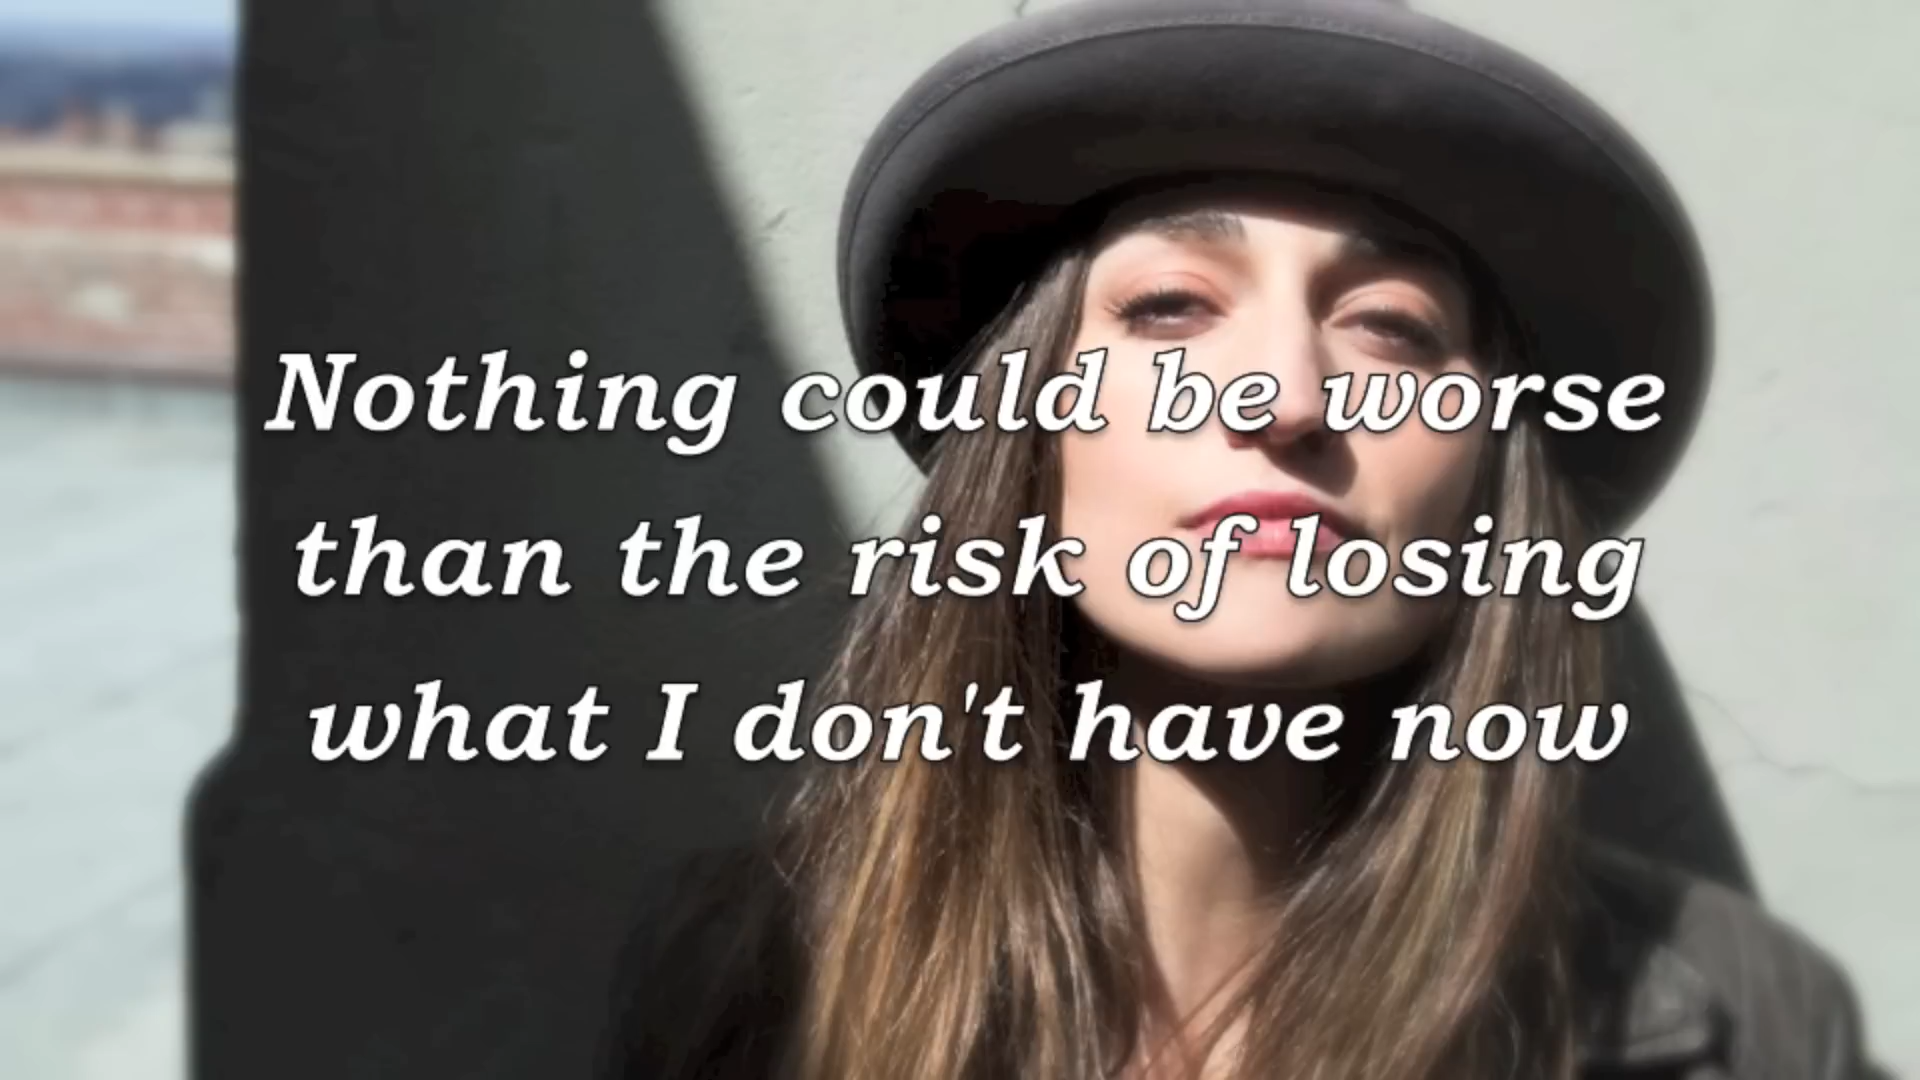 Nothing could be worse
than the risk of losing
what I don't have now